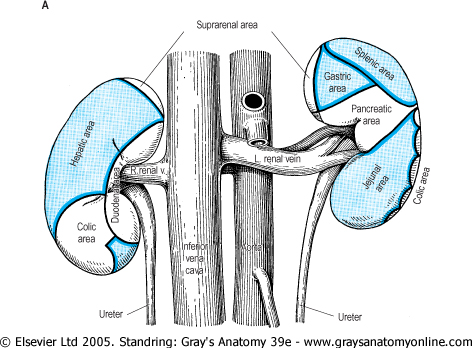 A
Suprarenal area
Splenic area
Gastric
area
Pancreatic
area
Hepatic area
R.renal v.
L. renal vein
Duodenal area
Jejunal
area
Colic area
Colic
area
Inferior
vena
cava
Aorta
Ureter
Ureter
© Elsevier Ltd 2005. Standring: Gray's Anatomy 39e - www.graysanatomyonline.com